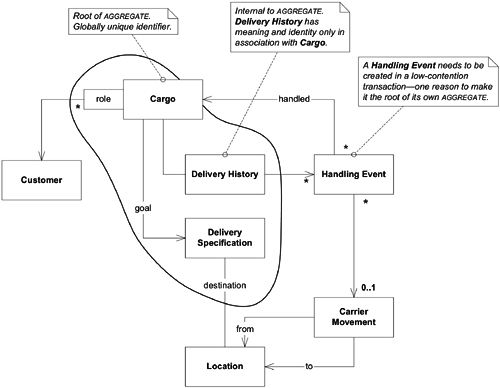 Root of AGGREGATE.
Globally unique identifier.
Internal to AGGREGATE.
Delivery History has
meaning and identity only in
association with Cargo.
A Handling Event needs to be
created in a low-contention
transaction—one reason to make
it the root of its own AGGREGATE.
role
*
Cargo
handled
*
Customer
Delivery History
*
Handling Event
*
goal
Delivery
Specification
destination
0..1
Carrier
Movement
from
Location
to